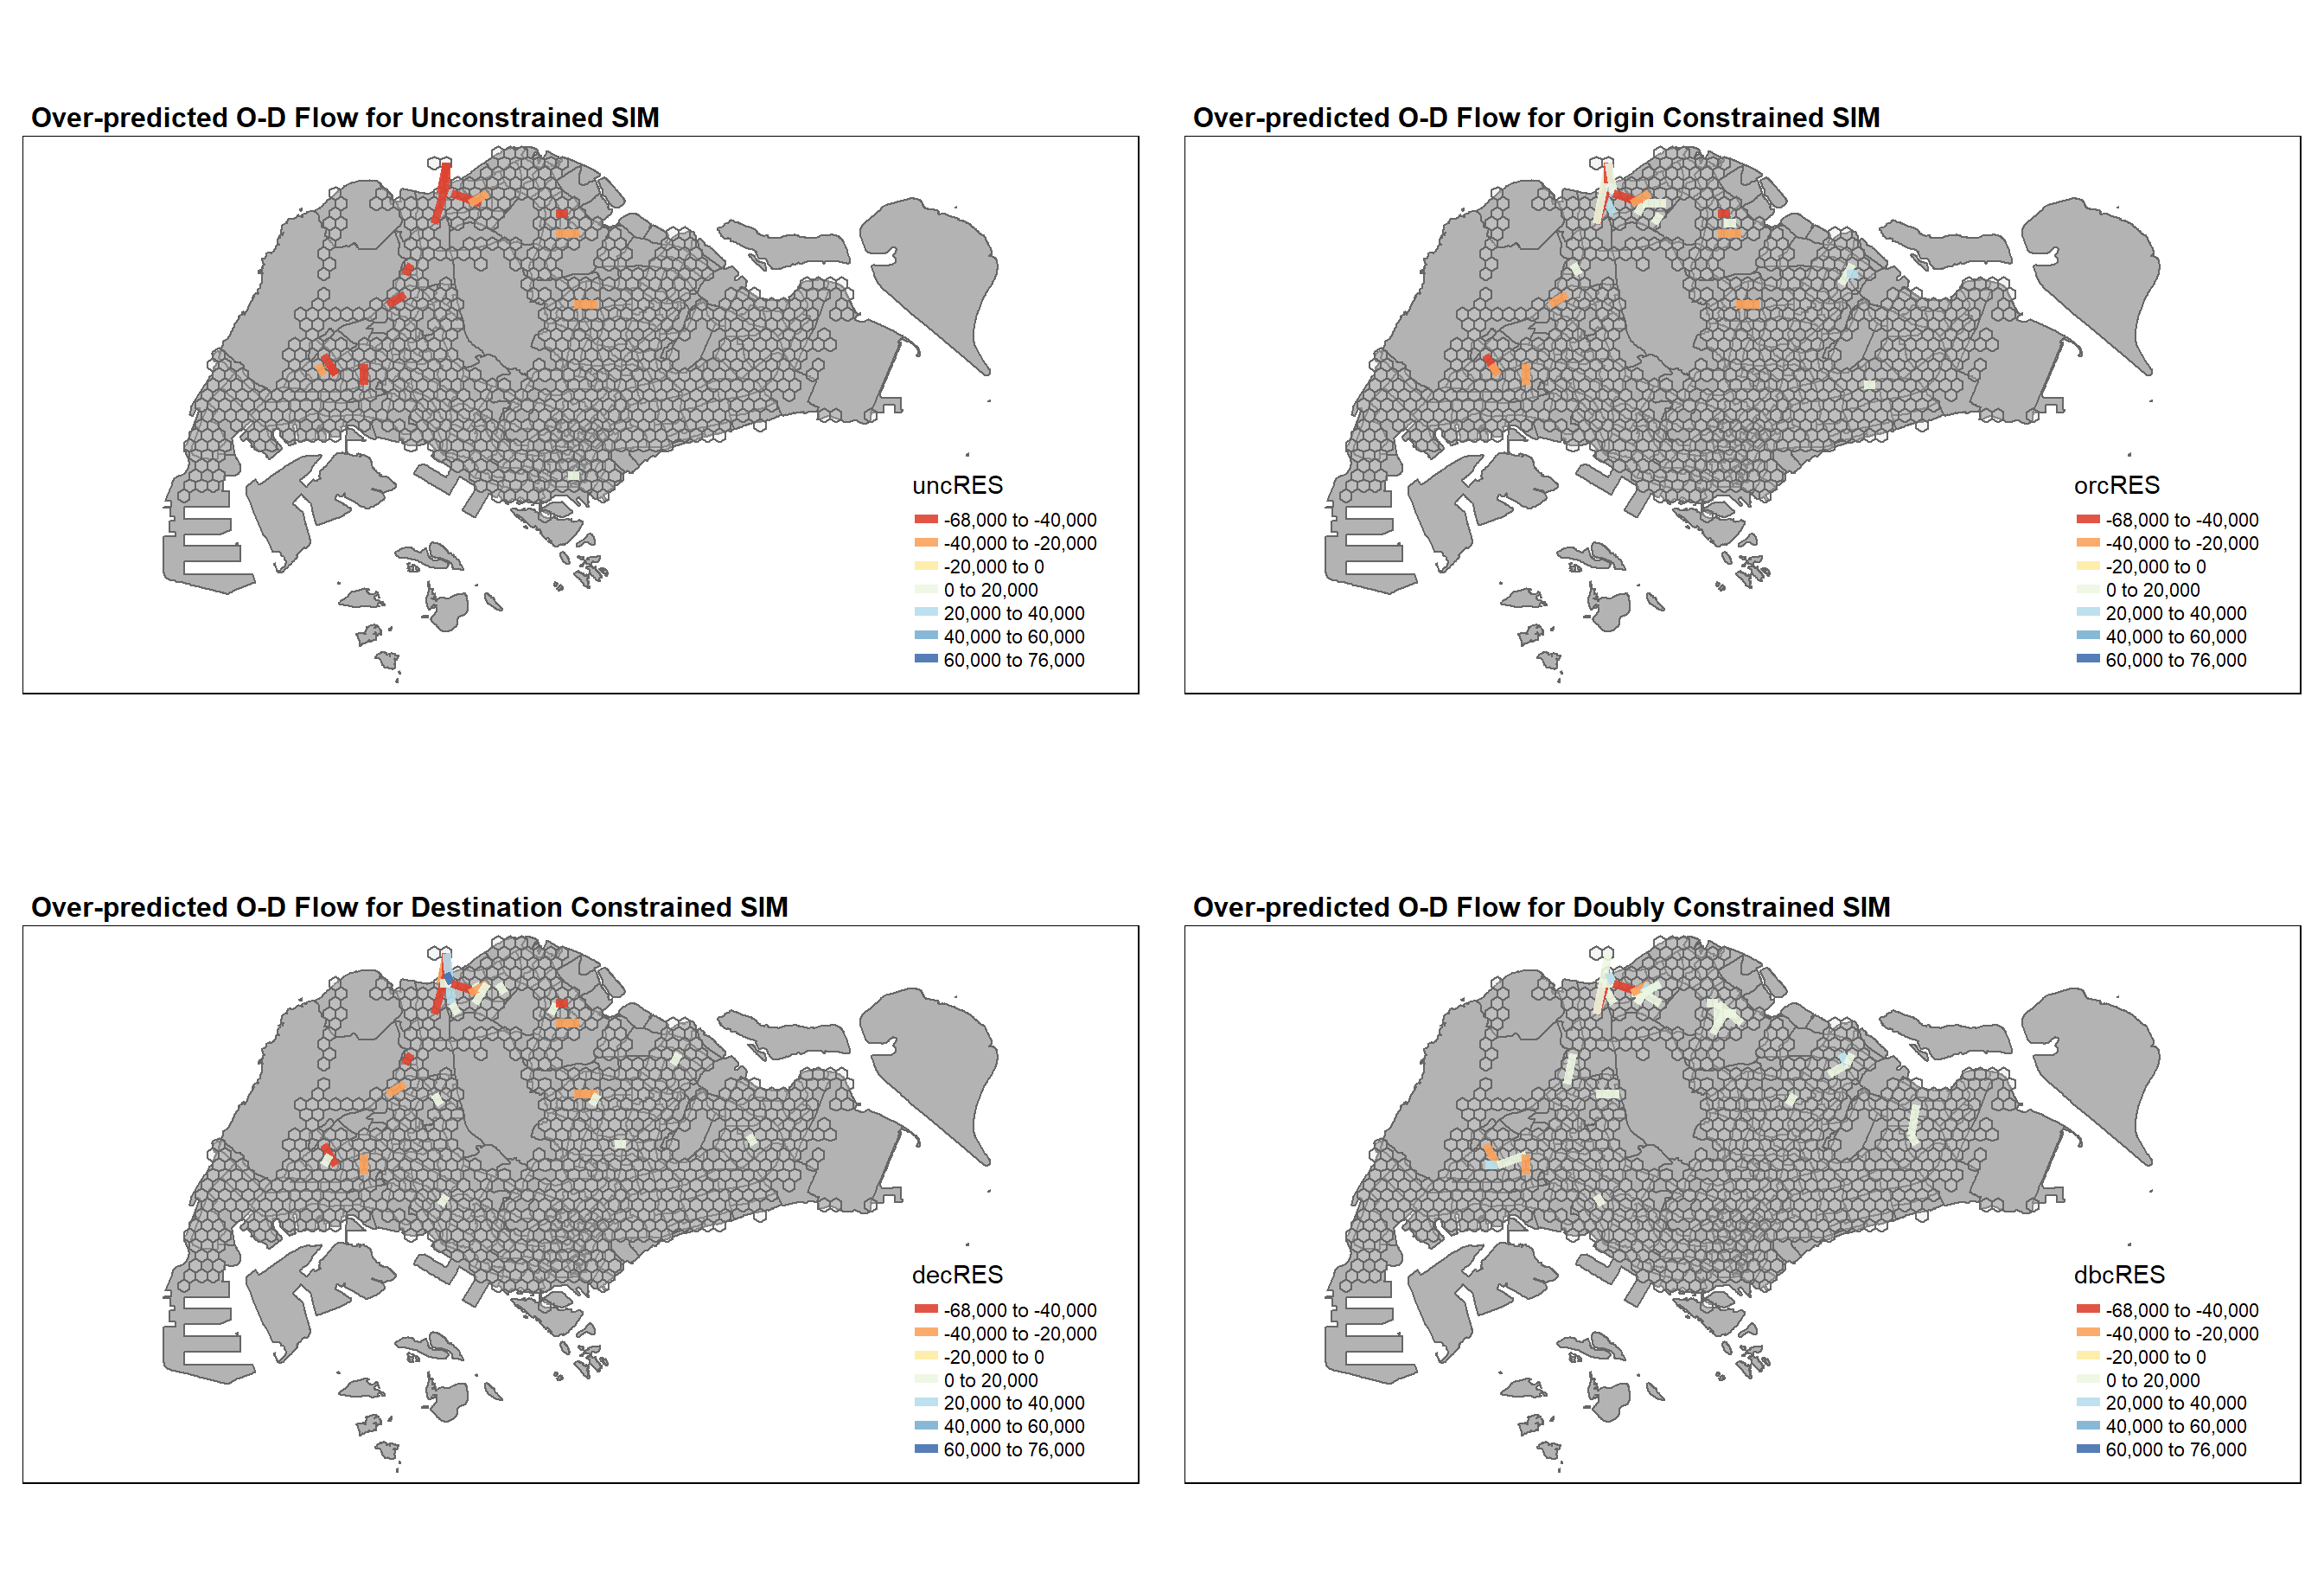 Over-predicted O-D Flow for Unconstrained SIM
uncRES
-68,000 to -40,000
-40,000 to -20,000
-20,000 to 0
0 to 20,000
20,000 to 40,000
40,000 to 60,000
60,000 to 76,000
Over-predicted O-D Flow for Origin Constrained SIM
orcRES
-68,000 to -40,000
-40,000 to -20,000
-20,000 to 0
0 to 20,000
20,000 to 40,000
40,000 to 60,000
60,000 to 76,000
Over-predicted O-D Flow for Destination Constrained SIM
decRES
-68,000 to -40,000
-40,000 to -20,000
-20,000 to 0
0 to 20,000
20,000 to 40,000
40,000 to 60,000
60,000 to 76,000
Over-predicted O-D Flow for Doubly Constrained SIM
dbcRES
-68,000 to -40,000
-40,000 to -20,000
-20,000 to 0
0 to 20,000
20,000 to 40,000
40,000 to 60,000
60,000 to 76,000